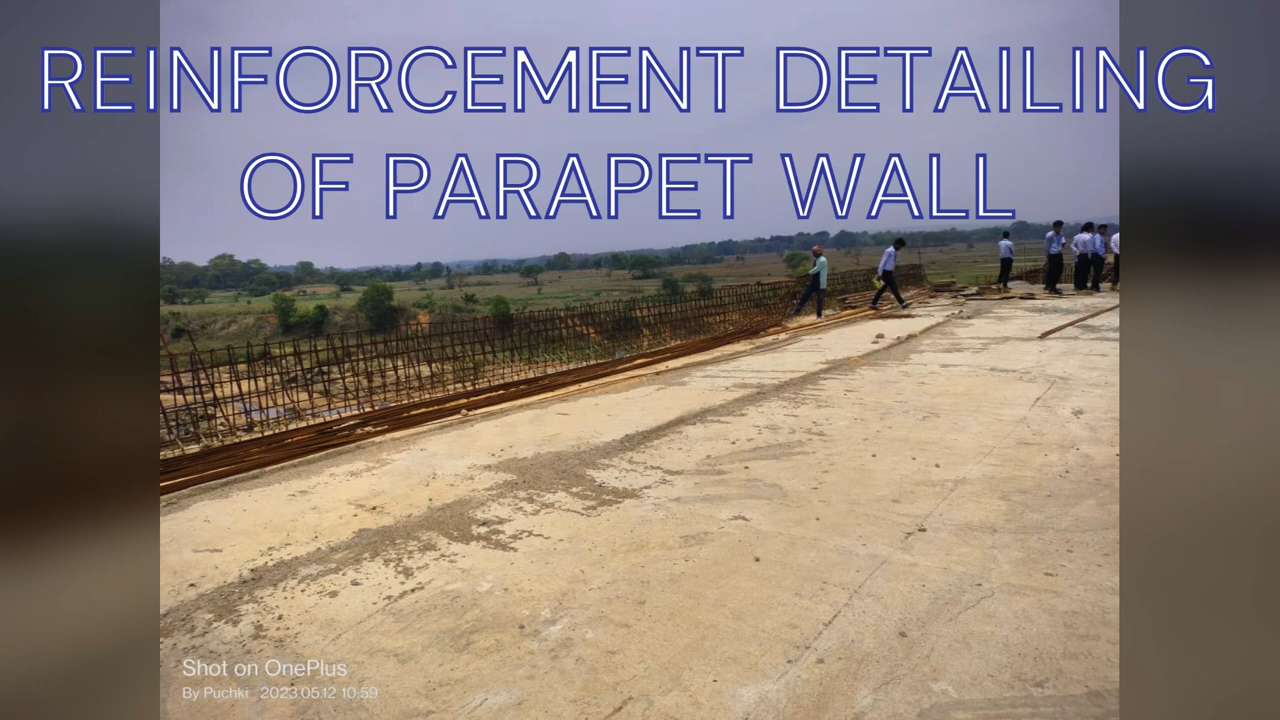 REINFORCEMENT DETAILING
OF PARAPET WALL
Shot on OnePlus
By Puchki 2023.05.12 10:59